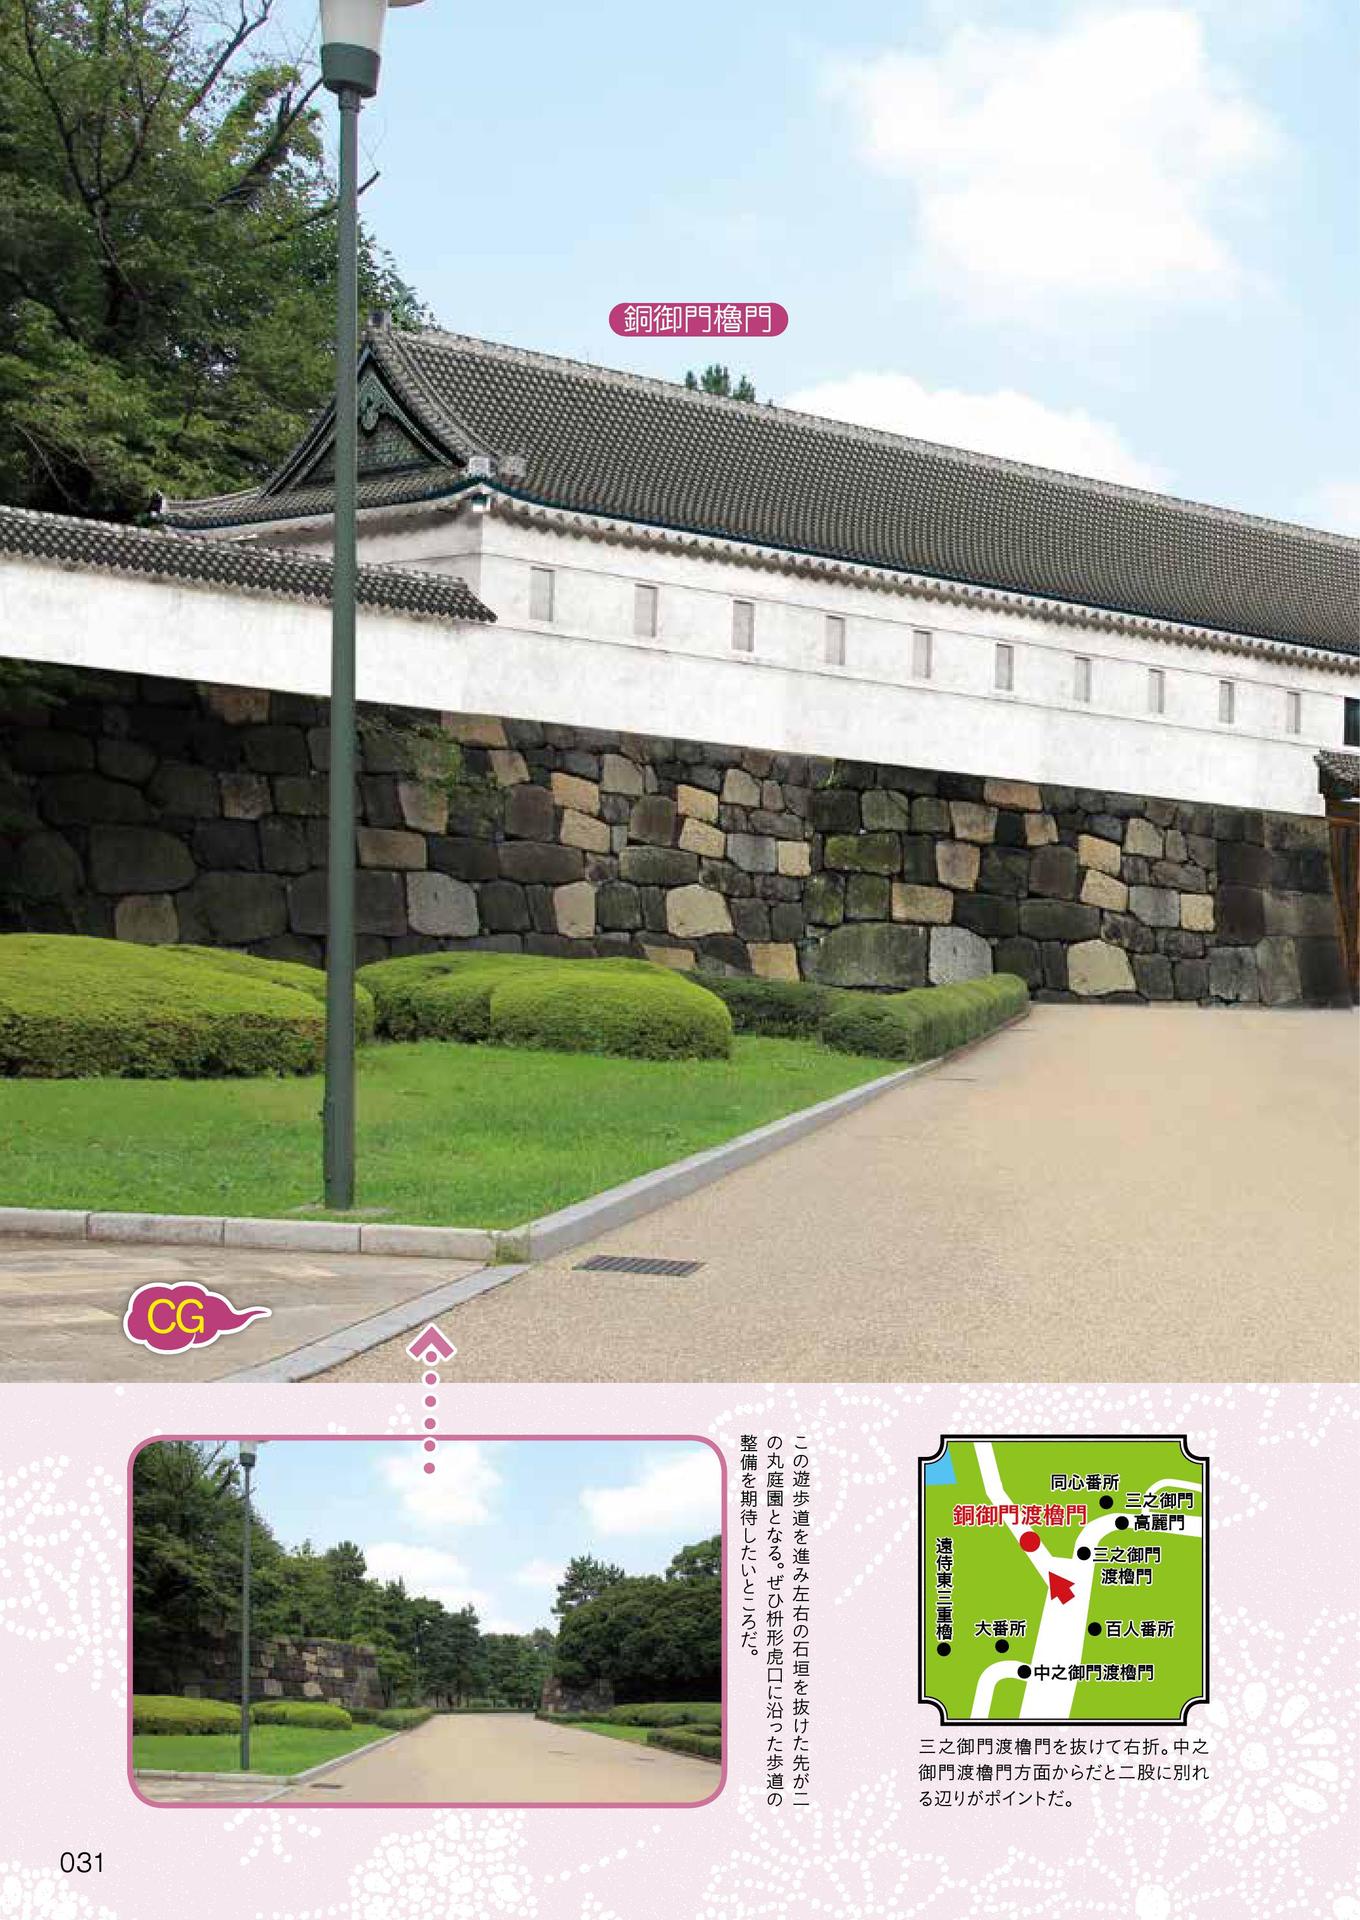 銅御門櫓門
CG
この遊歩道を進み左右の石垣を抜けた先が二
の丸庭園となる。ぜひ枡形虎口に沿った歩道の
整備を期待したいところだ。
同心番所
三之御門
高麗門
銅御門渡櫓門
三之御門
渡櫓門
遠侍東三重櫓
大番所
百人番所
中之御門渡櫓門
三之御門渡櫓門を抜けて右折。中之
御門渡櫓門方面からだと二股に別れ
る辺りがポイントだ。
031